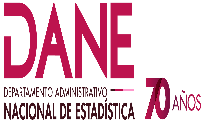 DANE
DEPARTAMENTO ADMINISTRATIVO
NACIONAL DE ESTADÍSTICA
70 AÑOS